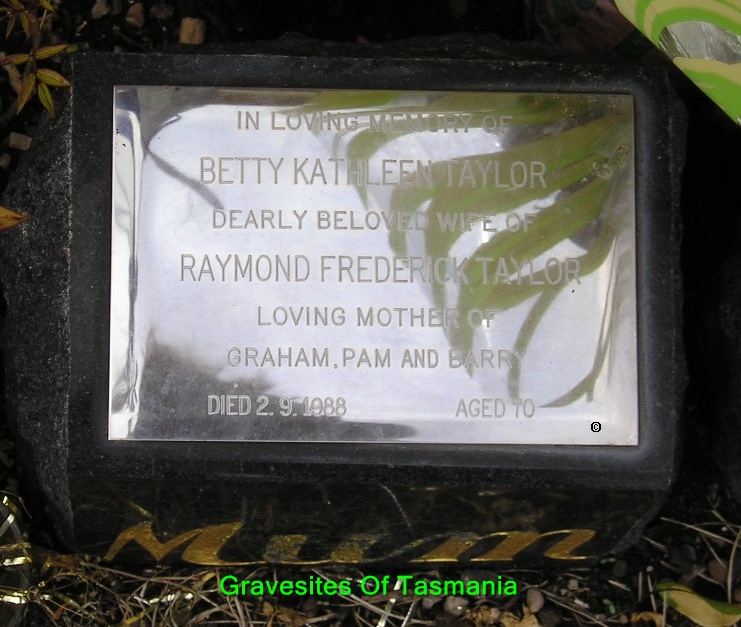 IN LOVING MEMORY OF
BETTY KATHLEEN TAYLOR
DEARLY BELOVED WIFE OF
RAYMOND FREDERICK TAYLOR
LOVING MOTHER OF
GRAHAM, PAM AND BARRY
DIED 2. 9. 1988 AGED 70
©
Mum
Gravesites Of Tasmania